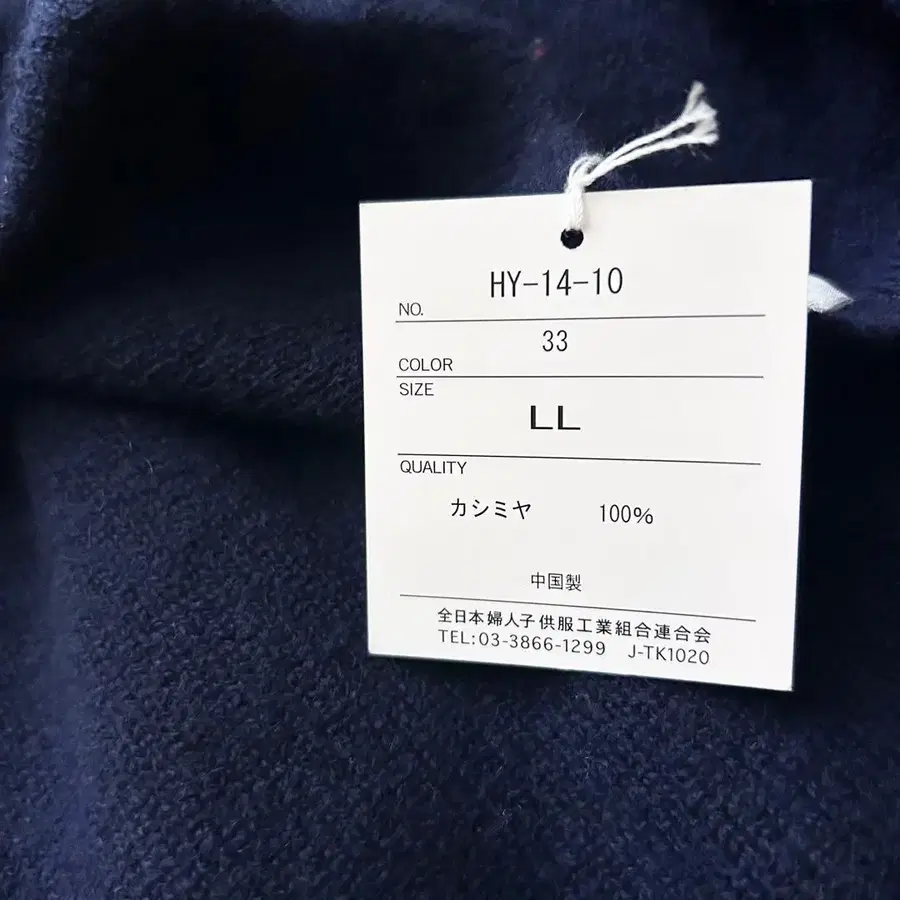 HY-14-10
NO.
33
COLOR
SIZE
LL
QUALITY
カシミヤ 100%
中国製
全日本婦人子供服工業組合連合会
TEL:03-3866-1299 J-TK1020